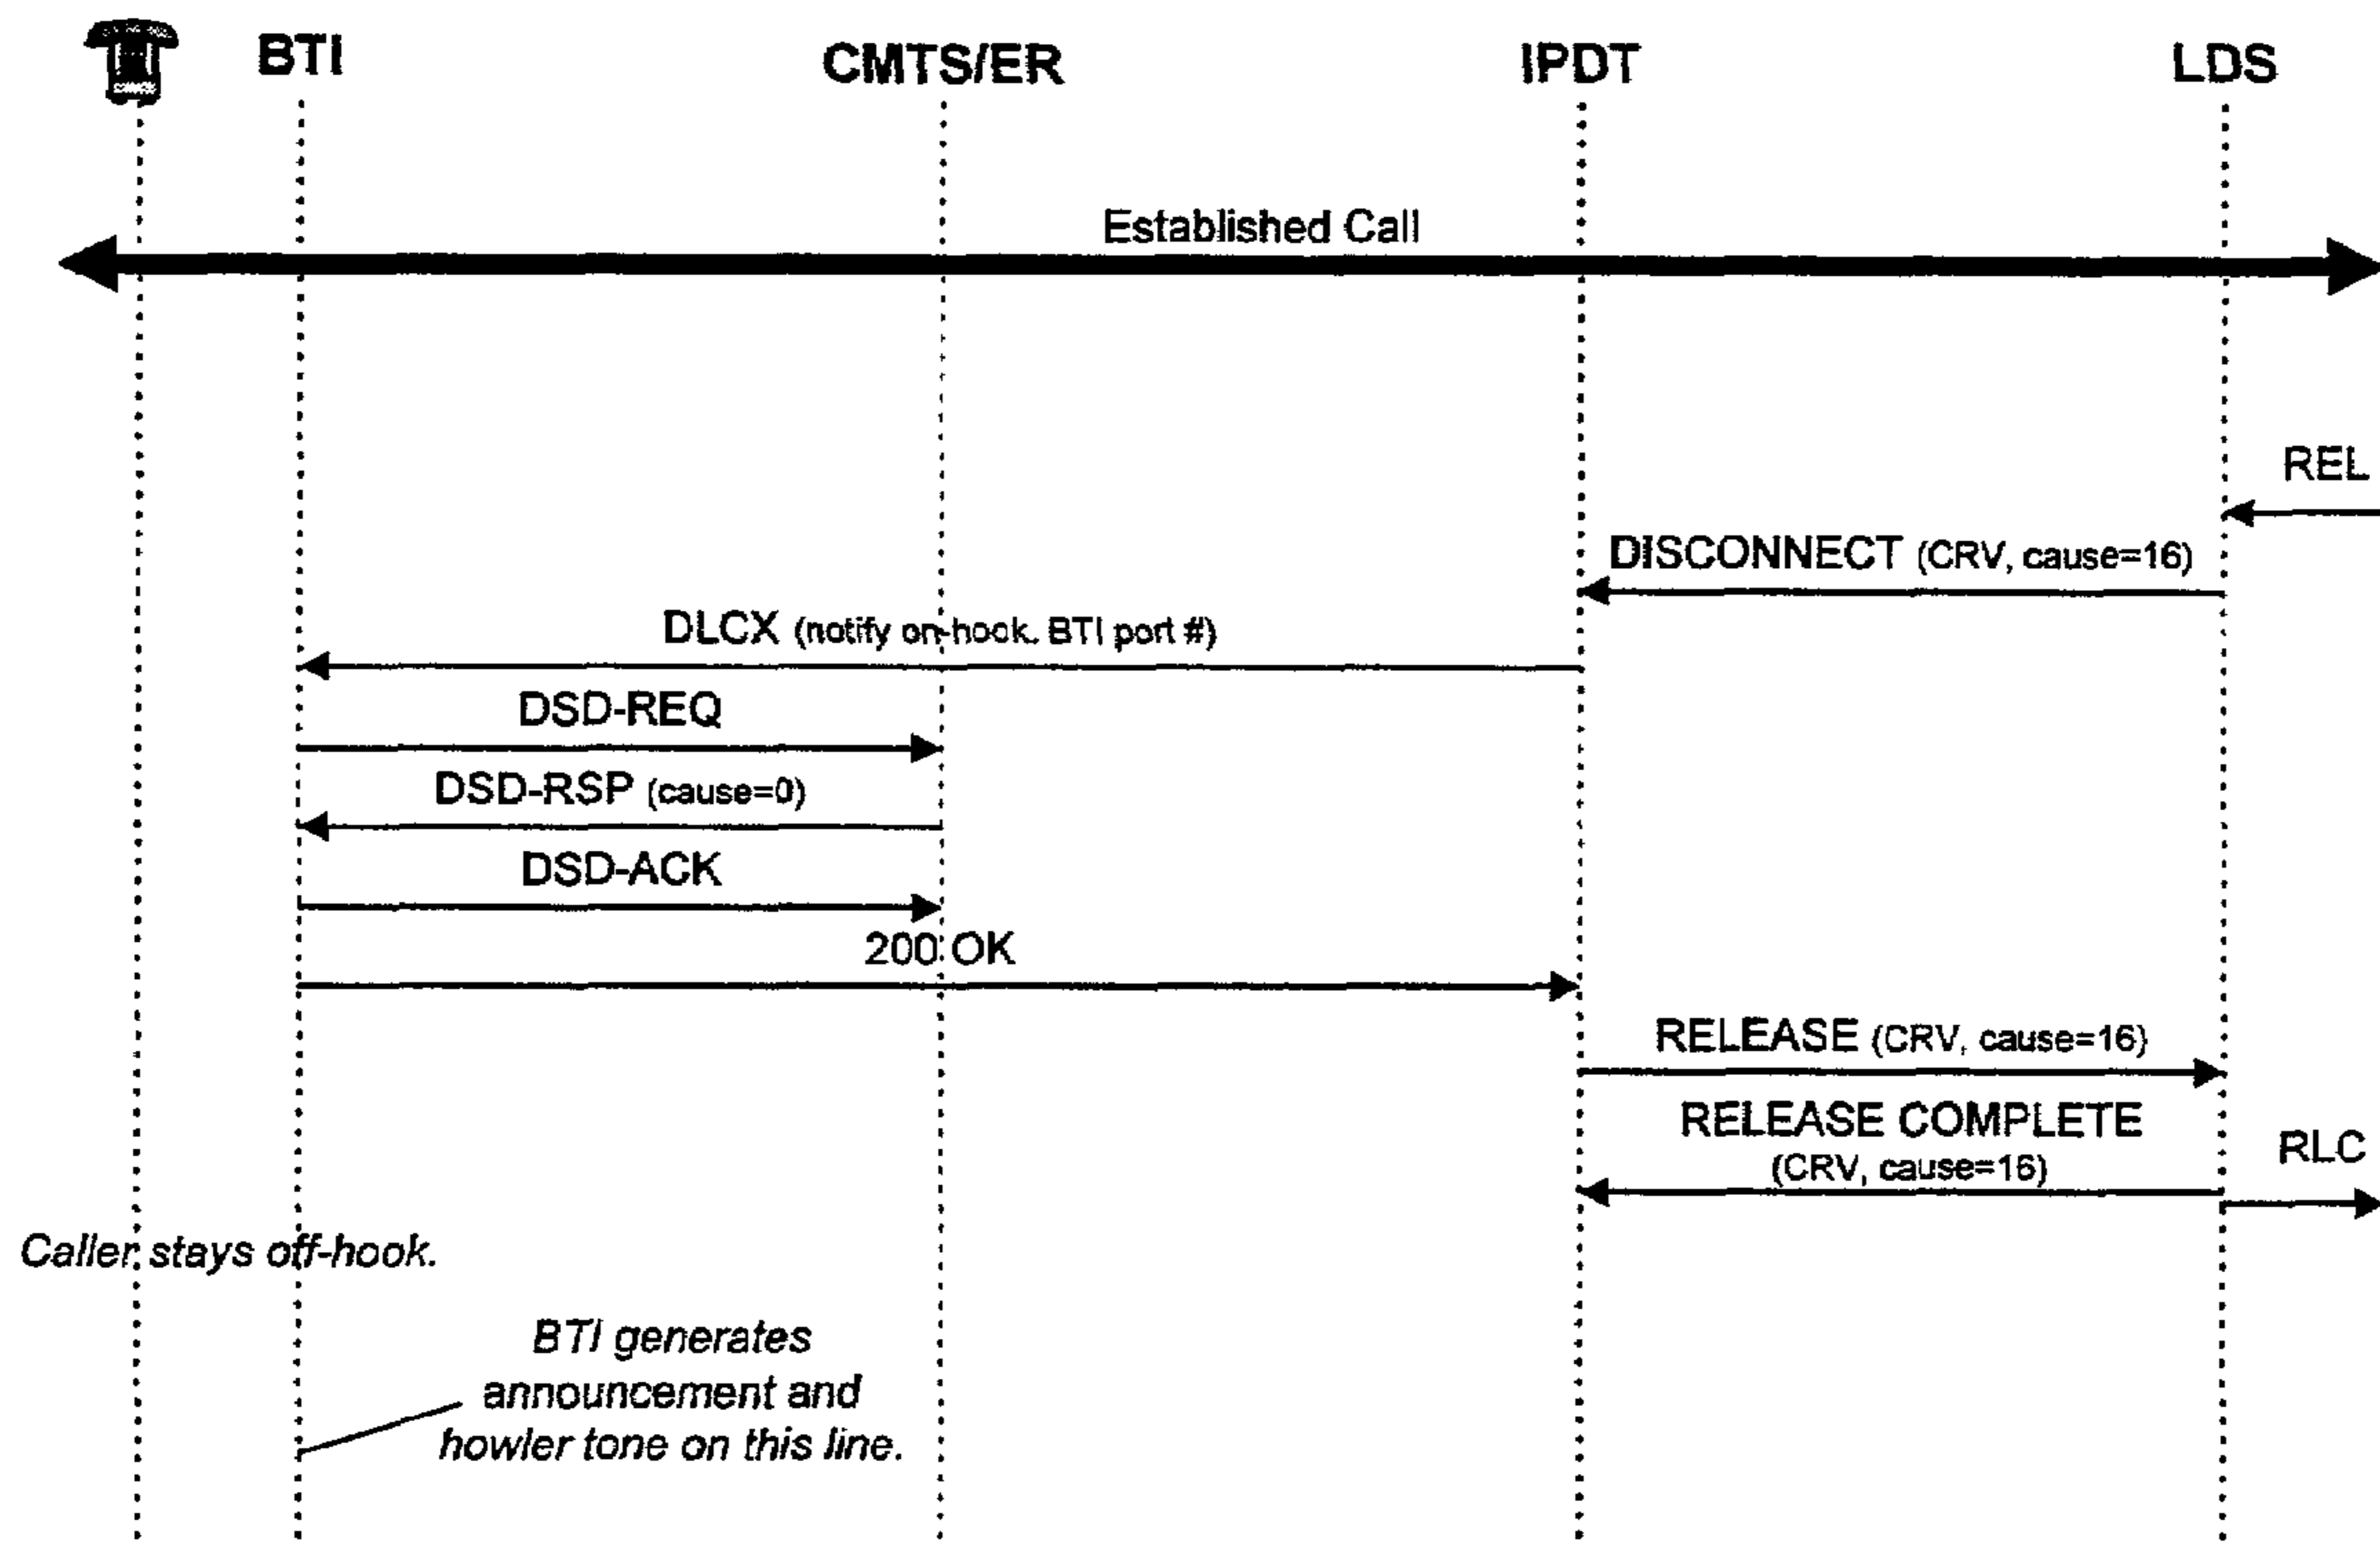 BTI CMTS/ER IPDT LDS
Established Call
REL
DISCONNECT (CRV, cause=16)
DLCX (notify on-hook. BTI port #)
DSD-REQ
DSD-RSP (cause=0)
DSD-ACK
200 OK
RELEASE (CRV, cause=16)
RELEASE COMPLETE
(CRV, cause=16)
RLC
Caller stays off-hook.
BTI generates
announcement and
howler tone on this line.